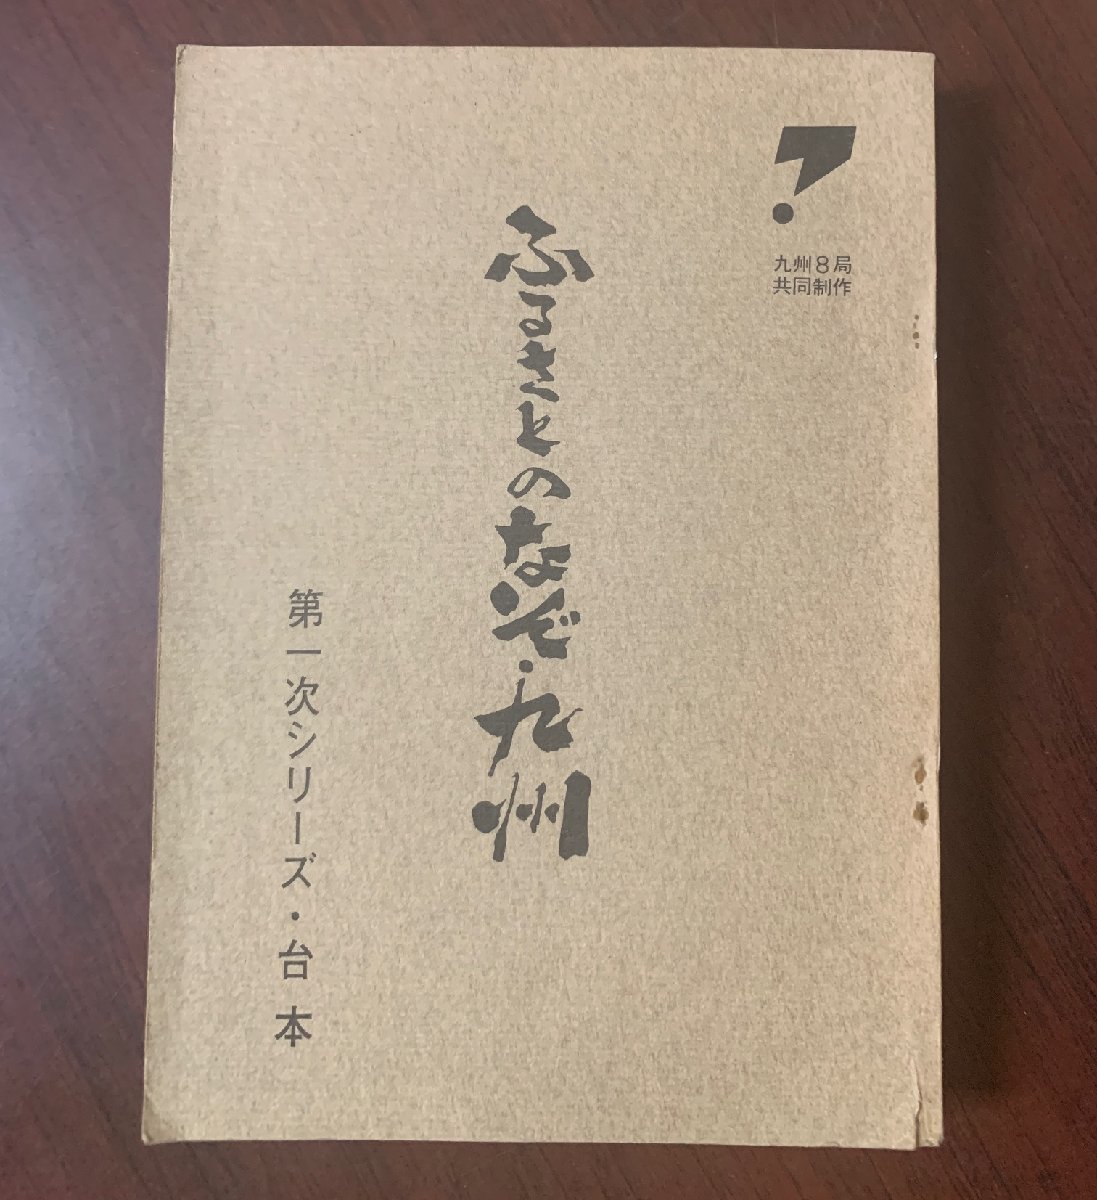 九州8局
共同制作
ふるさとのなぞ・九州
第一次シリーズ・台本